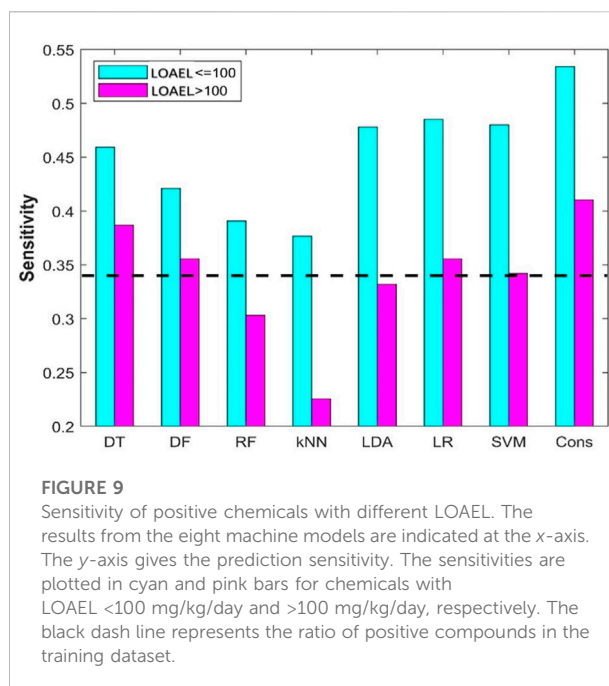 0.55
0.5
0.45
0.4
0.35
0.3
0.25
0.2
Sensitivity
LOAEL<=100
LOAEL>100
DT DF RF kNN LDA LR SVM Cons
FIGURE 9
Sensitivity of positive chemicals with different LOAEL. The
results from the eight machine models are indicated at the x-axis.
The y-axis gives the prediction sensitivity. The sensitivities are
plotted in cyan and pink bars for chemicals with
LOAEL <100 mg/kg/day and >100 mg/kg/day, respectively. The
black dash line represents the ratio of positive compounds in the
training dataset.